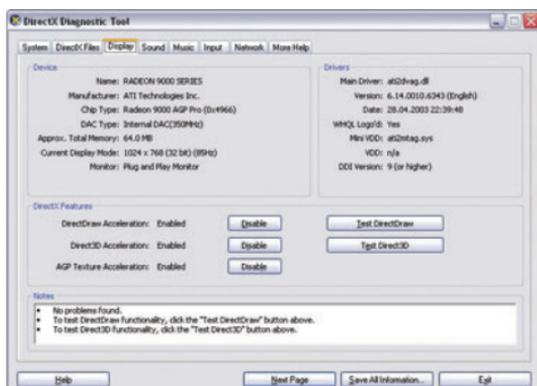 DirectX Diagnostic Tool
System DirectX Files Display Sound Music Input Network More Help
Device
Name: RADEON 9000 SERIES
Manufacturer: ATI Technologies Inc.
Chip Type: Radeon 9000 AGP Pro (0x4966)
DAC Type: Internal DAC(350MHz)
Approx. Total Memory: 64.0 MB
Current Display Mode: 1024 x 768 (32 bit) (85Hz)
Monitor: Plug and Play Monitor
Drivers
Main Driver: ati2dvag.dll
Version: 6.14.0010.6343 (English)
Date: 28.04.2003 22:39:48
WHQL Logo'd: Yes
Mini VDD: ati2mtag.sys
VDD: n/a
DDI Version: 9 (or higher)
DirectX Features
DirectDraw Acceleration: Enabled Disable Test DirectDraw
Direct3D Acceleration: Enabled Disable Test Direct3D
AGP Texture Acceleration: Enabled Disable
Notes
• No problems found.
• To test DirectDraw functionality, click the "Test DirectDraw" button above.
• To test Direct3D functionality, click the "Test Direct3D" button above.
Help Next Page Save All Information... Exit